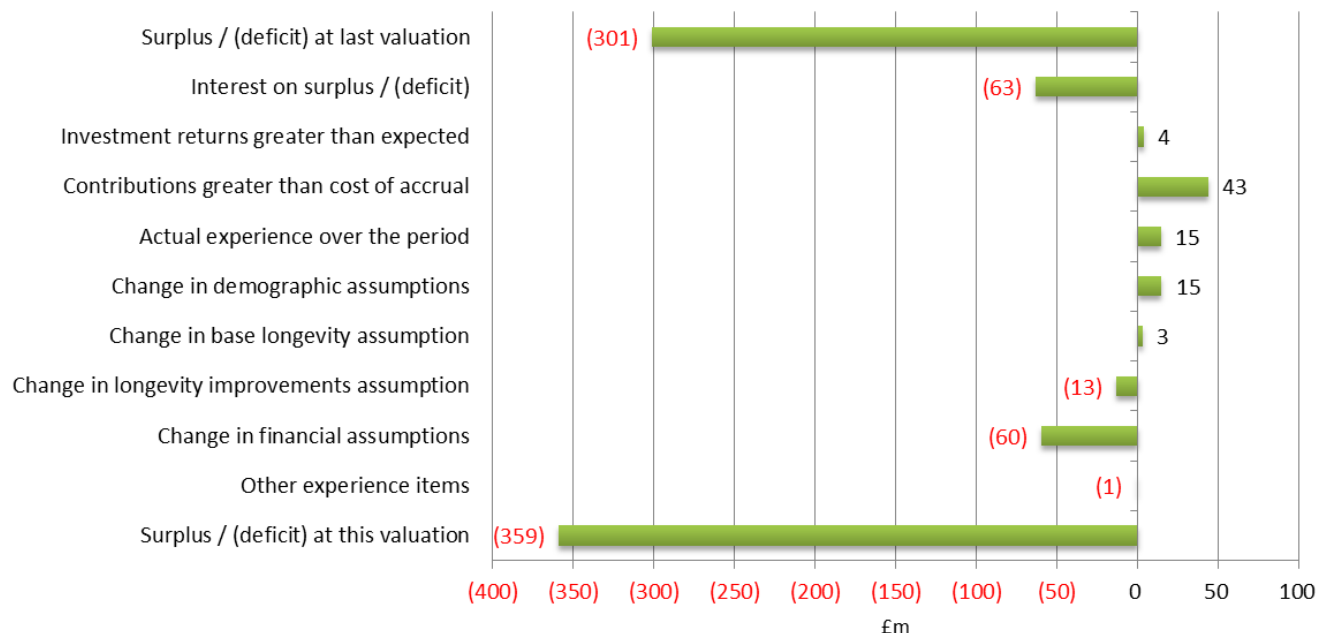 Surplus / (deficit) at last valuation (301)
Interest on surplus / (deficit) (63)
Investment returns greater than expected 4
Contributions greater than cost of accrual 43
Actual experience over the period 15
Change in demographic assumptions 15
Change in base longevity assumption 3
Change in longevity improvements assumption (13)
Change in financial assumptions (60)
Other experience items (1)
Surplus / (deficit) at this valuation (359)
(400) (350) (300) (250) (200) (150) (100) (50) 0 50 100
£m